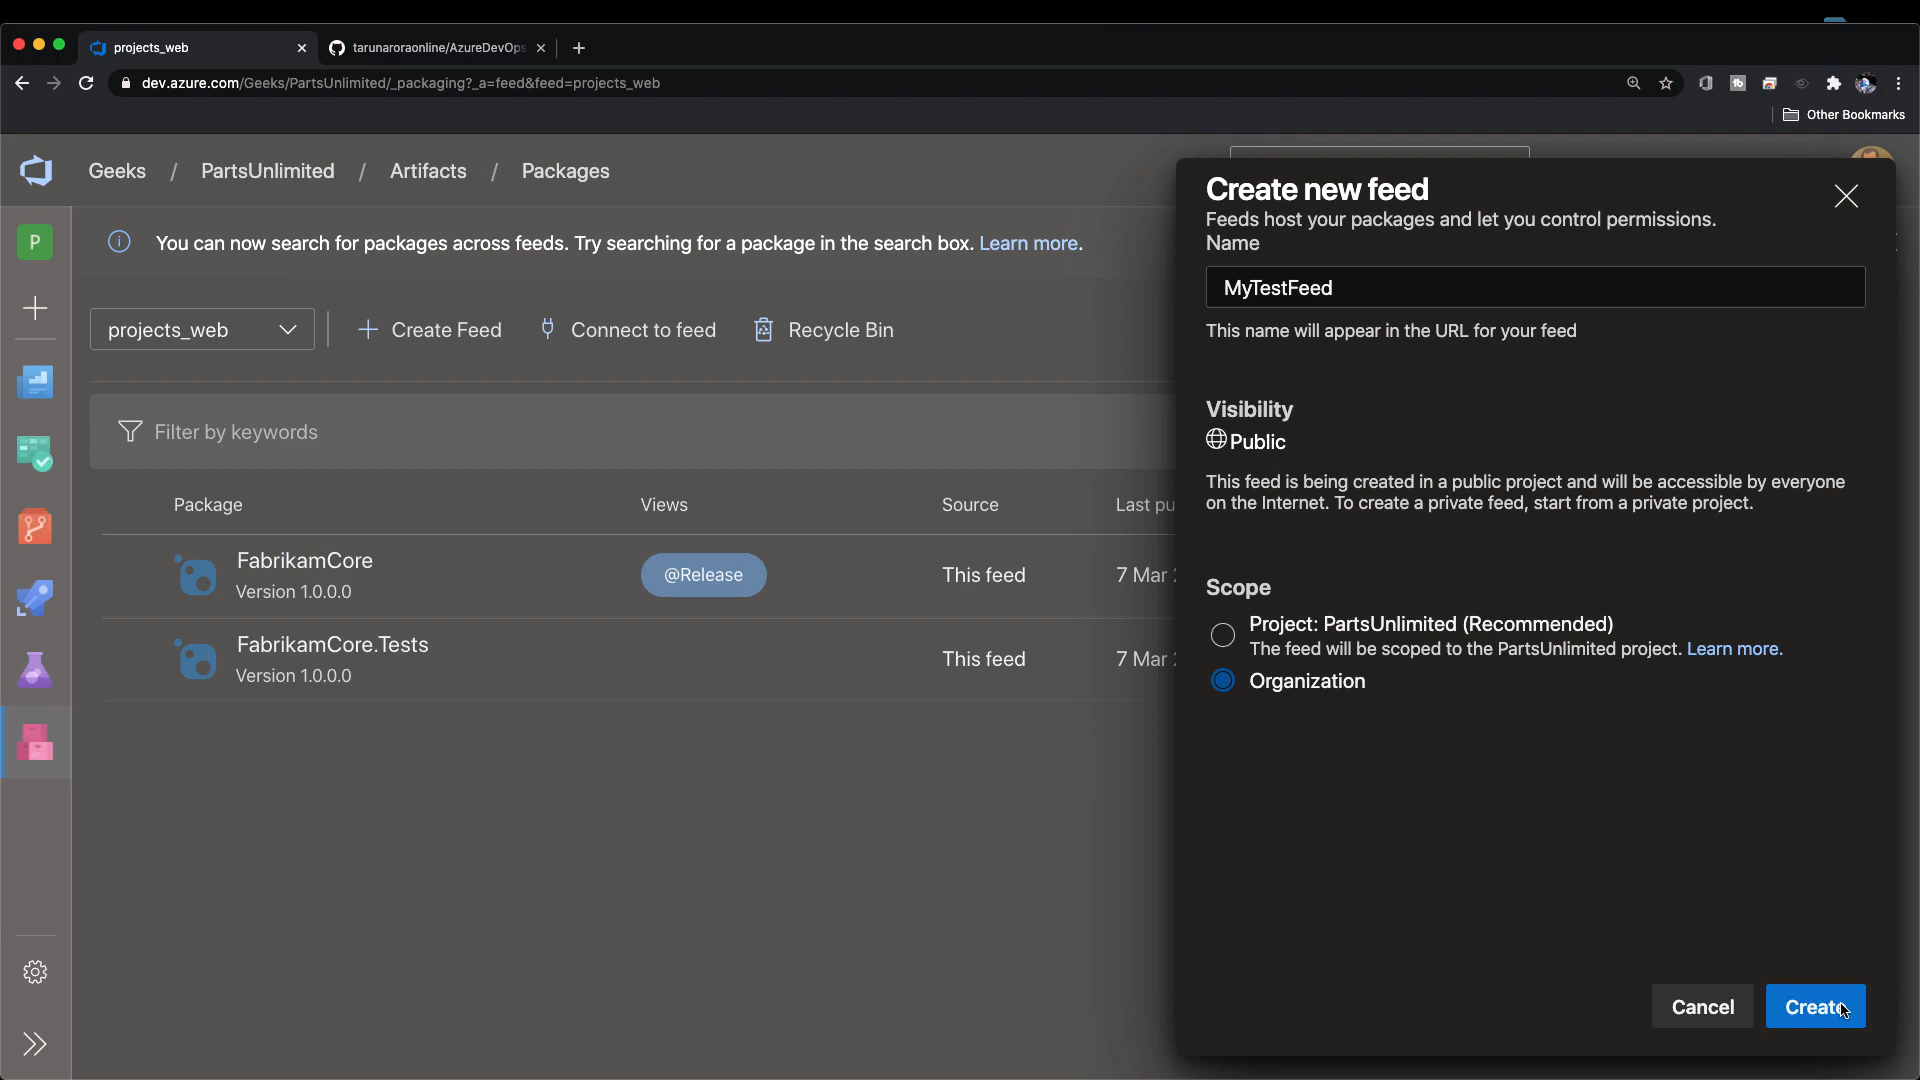 projects_web
tarunaroraonline/AzureDevOps
dev.azure.com/Geeks/PartsUnlimited/_packaging?_a=feed&feed=projects_web
Other Bookmarks
Geeks / PartsUnlimited / Artifacts / Packages
P
You can now search for packages across feeds. Try searching for a package in the search box. Learn more.
projects_web
Create Feed
Connect to feed
Recycle Bin
Filter by keywords
Package Views Source Last pu
FabrikamCore
Version 1.0.0.0
@Release
This feed
7 Mar
FabrikamCore.Tests
Version 1.0.0.0
This feed
7 Mar
Create new feed
Feeds host your packages and let you control permissions.
Name
MyTestFeed
This name will appear in the URL for your feed
Visibility
Public
This feed is being created in a public project and will be accessible by everyone
on the Internet. To create a private feed, start from a private project.
Scope
Project: PartsUnlimited (Recommended)
The feed will be scoped to the PartsUnlimited project. Learn more.
Organization
Cancel
Create